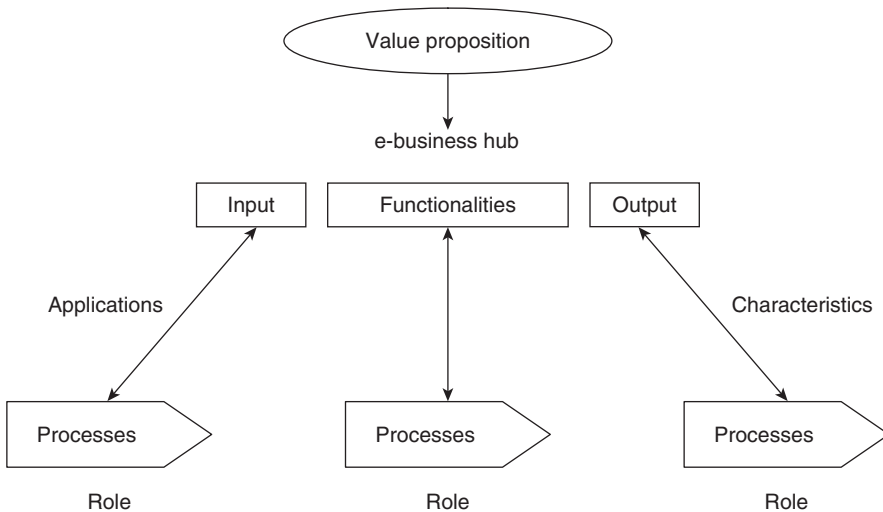 Value proposition
e-business hub
Input Functionalities Output
Applications Characteristics
Processes Processes Processes
Role Role Role